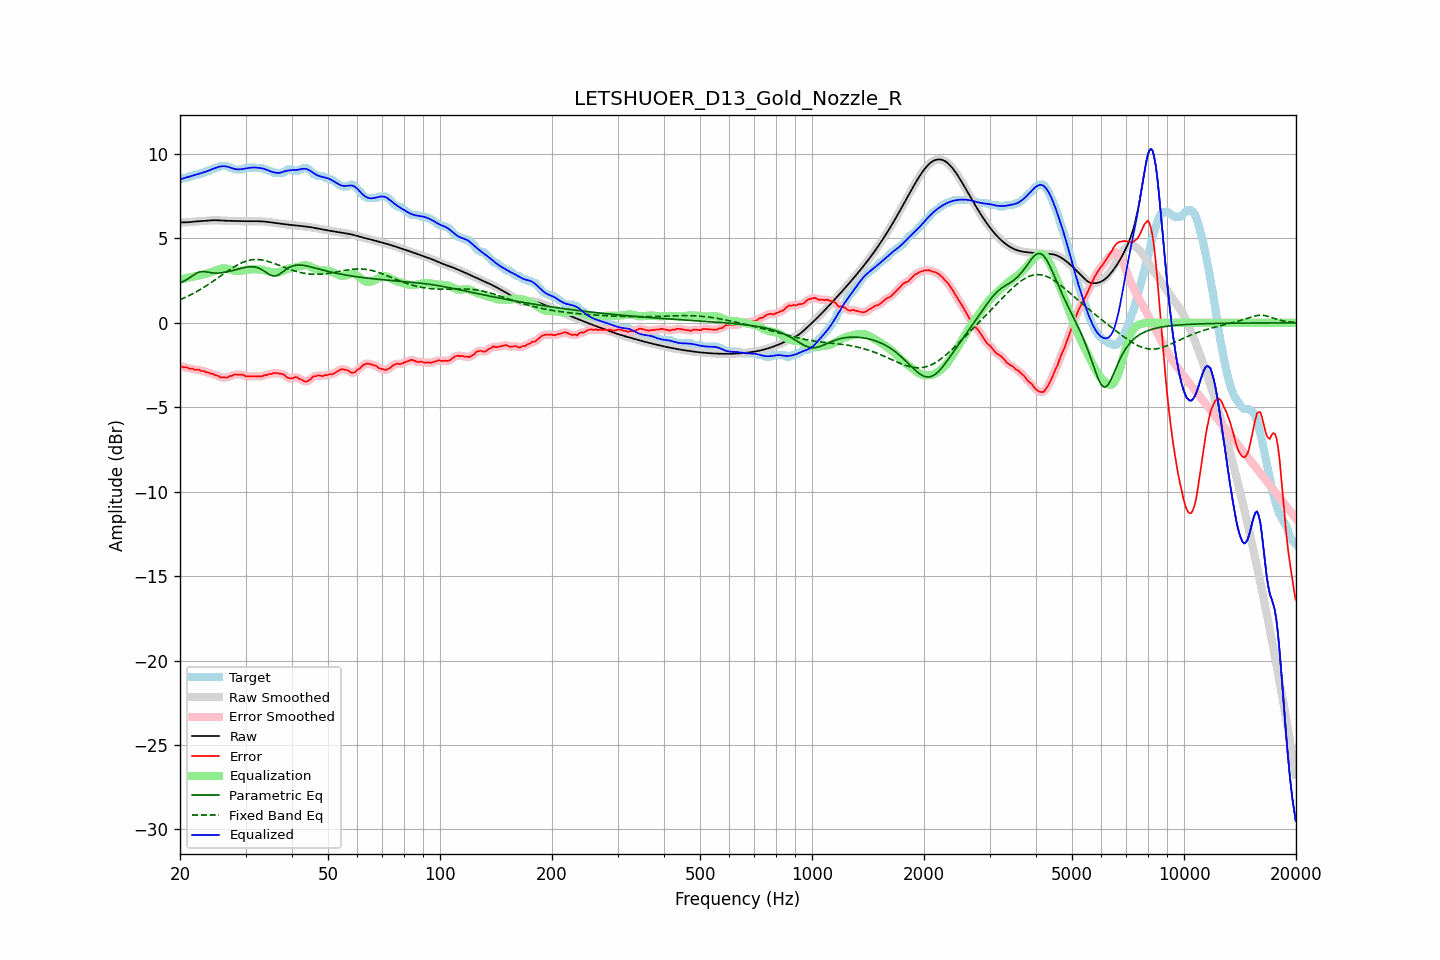 LETSHUOER_D13_Gold_Nozzle_R
Amplitude (dBr)
10
5
0
−5
−10
−15
−20
−25
−30
Target
Raw Smoothed
Error Smoothed
Raw
Error
Equalization
Parametric Eq
Fixed Band Eq
Equalized
20 50 100 200 500 1000 2000 5000 10000 20000
Frequency (Hz)